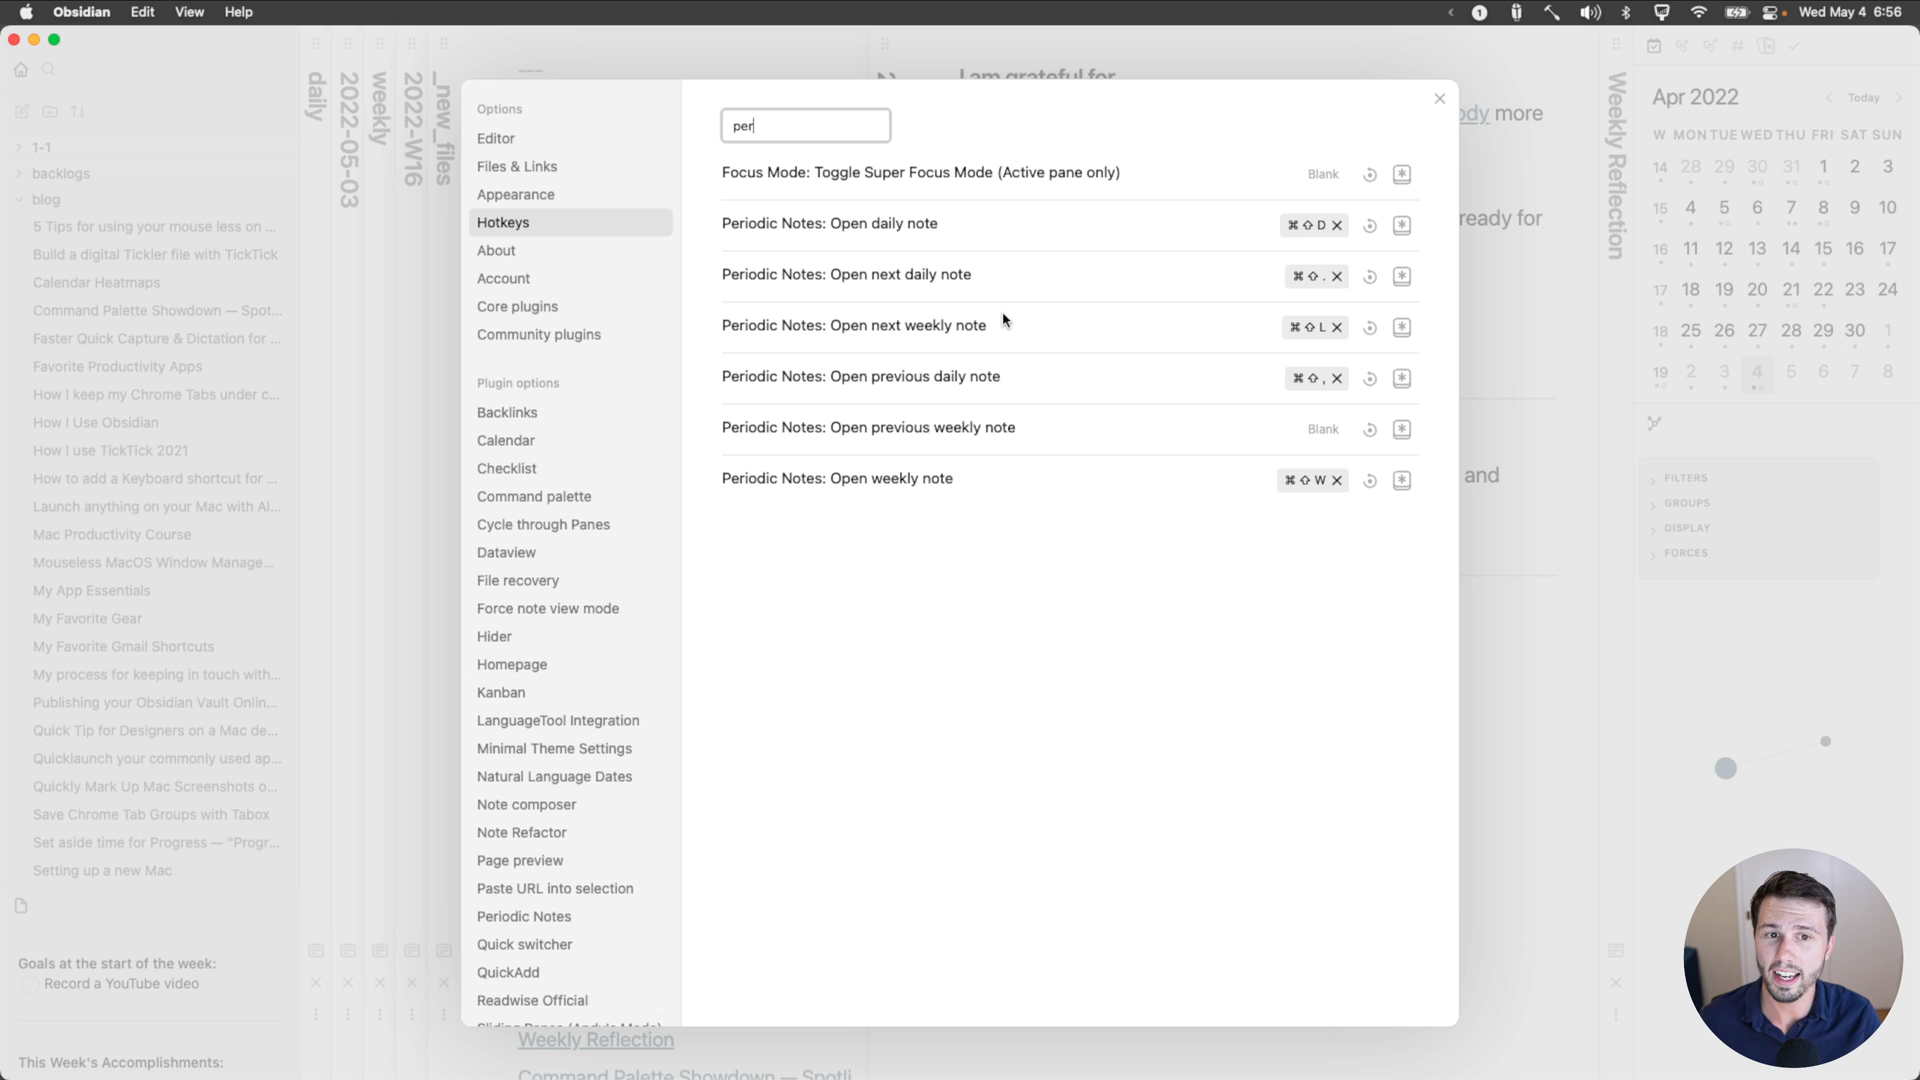 Obsidian Edit View Help
Wed May 4 6:56
1-1
backlogs
blog
5 Tips for using your mouse less on ...
Build a digital Tickler file with TickTick
Calendar Heatmaps
Command Palette Showdown — Spot...
Faster Quick Capture & Dictation for ...
Favorite Productivity Apps
How I keep my Chrome Tabs under c...
How I Use Obsidian
How I use TickTick 2021
How to add a Keyboard shortcut for ...
Launch anything on your Mac with Al...
Mac Productivity Course
Mouseless MacOS Window Manage...
My App Essentials
My Favorite Gear
My Favorite Gmail Shortcuts
My process for keeping in touch with...
Publishing your Obsidian Vault Onlin...
Quick Tip for Designers on a Mac de...
Quicklaunch your commonly used ap...
Quickly Mark Up Mac Screenshots o...
Save Chrome Tab Groups with Tabox
Set aside time for Progress — "Progr...
Setting up a new Mac
Goals at the start of the week:
Record a YouTube video
This Week's Accomplishments:
daily
2022-05-03
weekly
2022-W16
_new_files
I am grateful for
Options
Editor
Files & Links
Appearance
Hotkeys
About
Account
Core plugins
Community plugins
Plugin options
Backlinks
Calendar
Checklist
Command palette
Cycle through Panes
Dataview
File recovery
Force note view mode
Hider
Homepage
Kanban
LanguageTool Integration
Minimal Theme Settings
Natural Language Dates
Note composer
Note Refactor
Page preview
Paste URL into selection
Periodic Notes
Quick switcher
QuickAdd
Readwise Official
Sliding Panes (Andy's Mode)
per
Focus Mode: Toggle Super Focus Mode (Active pane only) Blank
Periodic Notes: Open daily note ⌘ ⇧ D
Periodic Notes: Open next daily note ⌘ ⇧ .
Periodic Notes: Open next weekly note ⌘ ⇧ L
Periodic Notes: Open previous daily note ⌘ ⇧ ,
Periodic Notes: Open previous weekly note Blank
Periodic Notes: Open weekly note ⌘ ⇧ W
Weekly Reflection
Command Palette Showdown — Spotli
ody more
ready for
and
Weekly Reflection
Apr 2022 Today
W MON TUE WED THU FRI SAT SUN
14 28 29 30 31 1 2 3
15 4 5 6 7 8 9 10
16 11 12 13 14 15 16 17
17 18 19 20 21 22 23 24
18 25 26 27 28 29 30 1
19 2 3 4 5 6 7 8
FILTERS
GROUPS
DISPLAY
FORCES